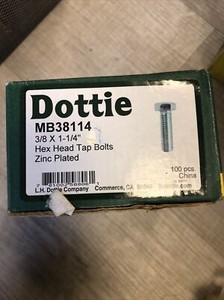 Dottie
MB38114
3/8 X 1-1/4"
Hex Head Tap Bolts
Zinc Plated
100 pcs.
China
L.H. Dottie Company
Commerce, CA